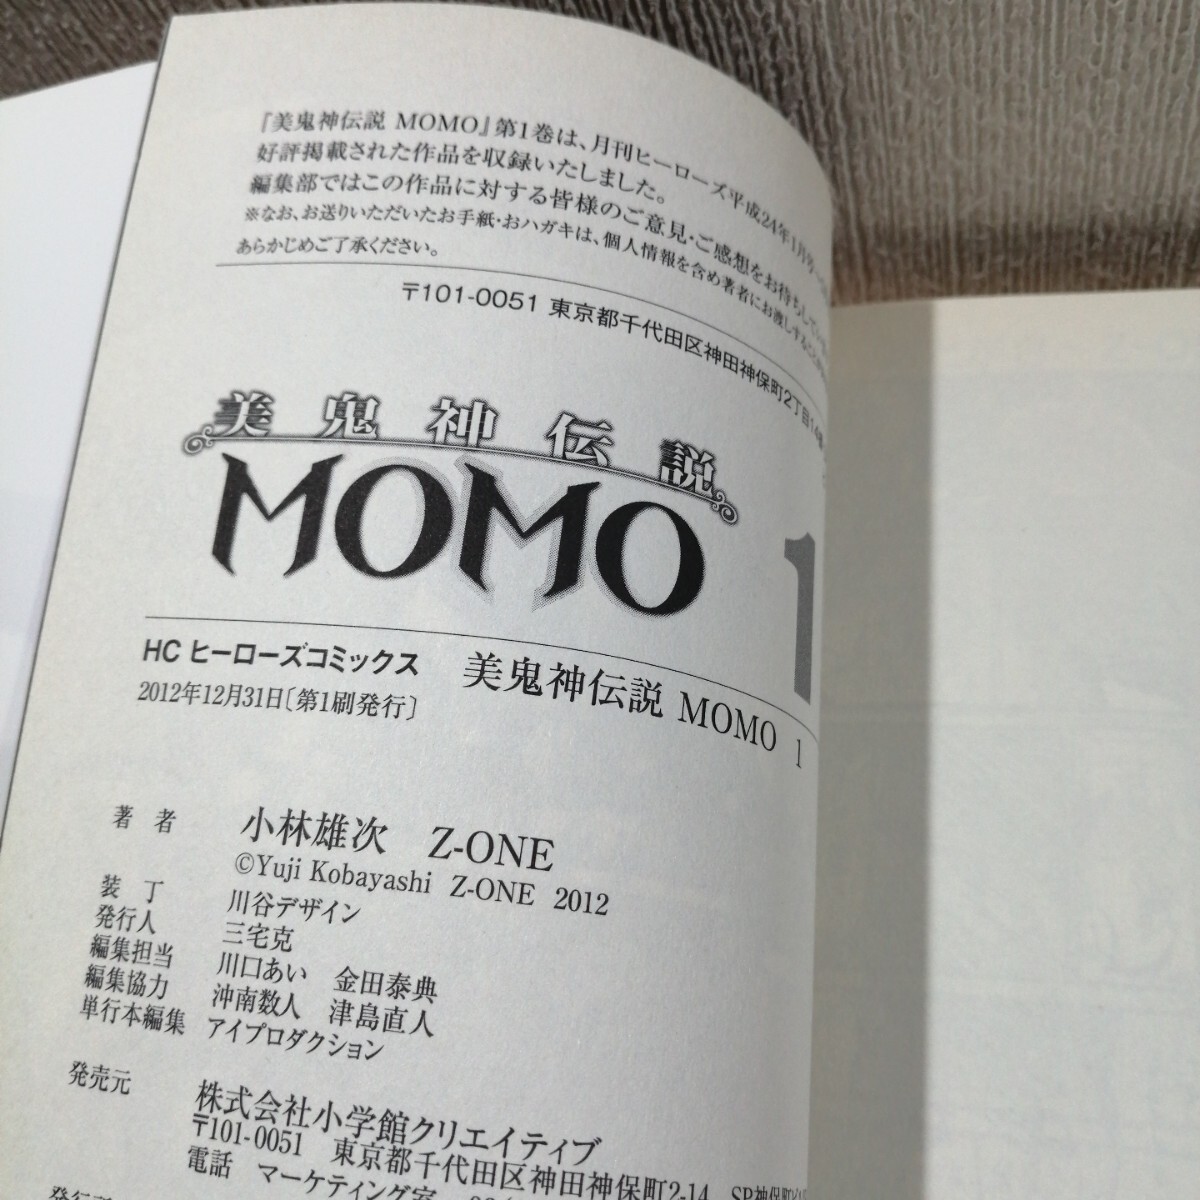 『美鬼神伝説 MOMO』第1巻は、月刊ヒーローズ平成24年1月号
好評掲載された作品を収録いたしました。
編集部ではこの作品に対する皆様のご意見・ご感想をお待ちしてい
※なお、お送りいただいたお手紙・おハガキは、個人情報を含め著者にお渡しすることが
あらかじめご了承ください。
〒101-0051 東京都千代田区神田神保町2丁目14番
美鬼神伝説
MOMO 1
HC ヒーローズコミックス 美鬼神伝説 MOMO 1
2012年12月31日〔第1刷発行〕
著者 小林雄次 Z-ONE
©Yuji Kobayashi Z-ONE 2012
装丁 川谷デザイン
発行人 三宅克
編集担当 川口あい 金田泰典
編集協力 沖南数人 津島直人
単行本編集 アイプロダクション
発売元 株式会社小学館クリエイティブ
〒101-0051 東京都千代田区神田神保町2-14 SP神保町
電話 マーケティング室